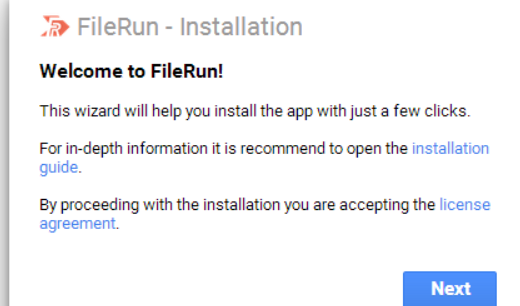 FileRun - Installation
Welcome to FileRun!
This wizard will help you install the app with just a few clicks.
For in-depth information it is recommend to open the installation
guide.
By proceeding with the installation you are accepting the license
agreement.
Next